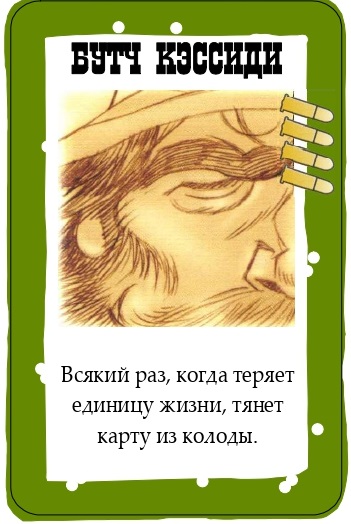 БУТЧ КЭССИДИ
Всякий раз, когда теряет
единицу жизни, тянет
карту из колоды.